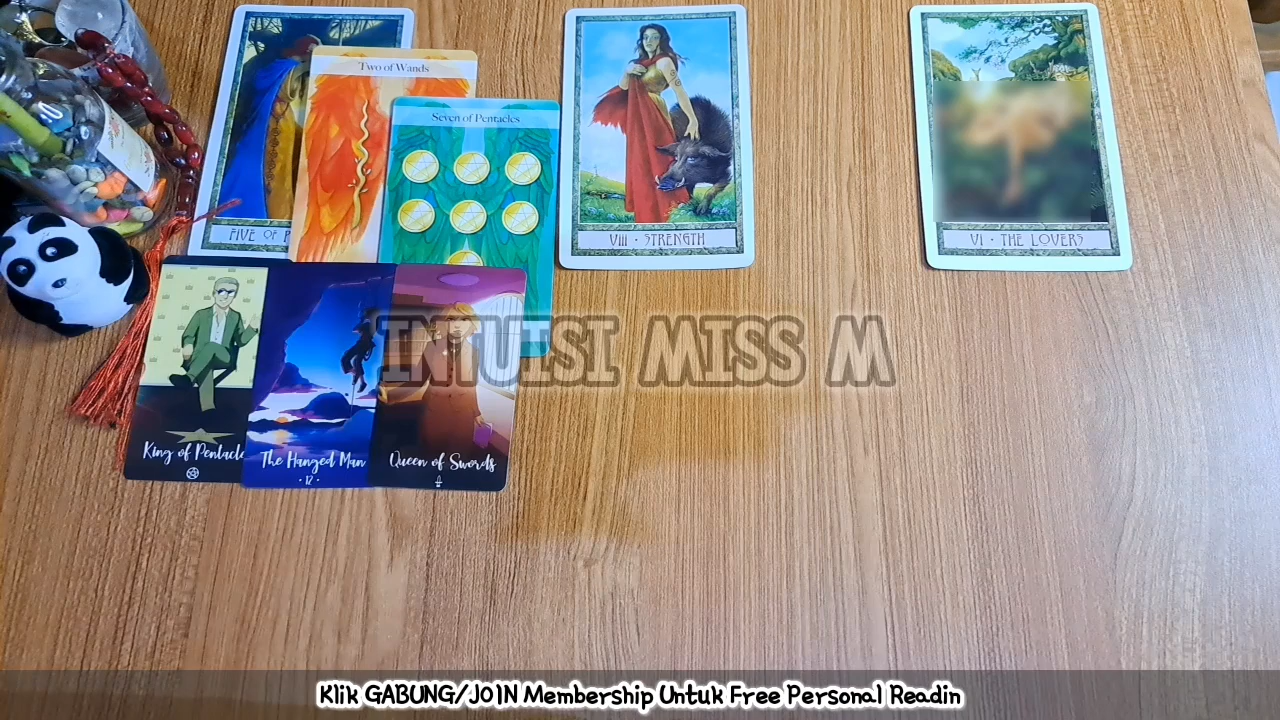 Two of Wands
Seven of Pentacles
FIVE OF P
VIII • STRENGTH
VI • THE LOVERS
INTUISI MISS M
King of Pentacle
The Hanged Man
• 12 •
Queen of Swords
Klik GABUNG/JOIN Membership Untuk Free Personal Readin